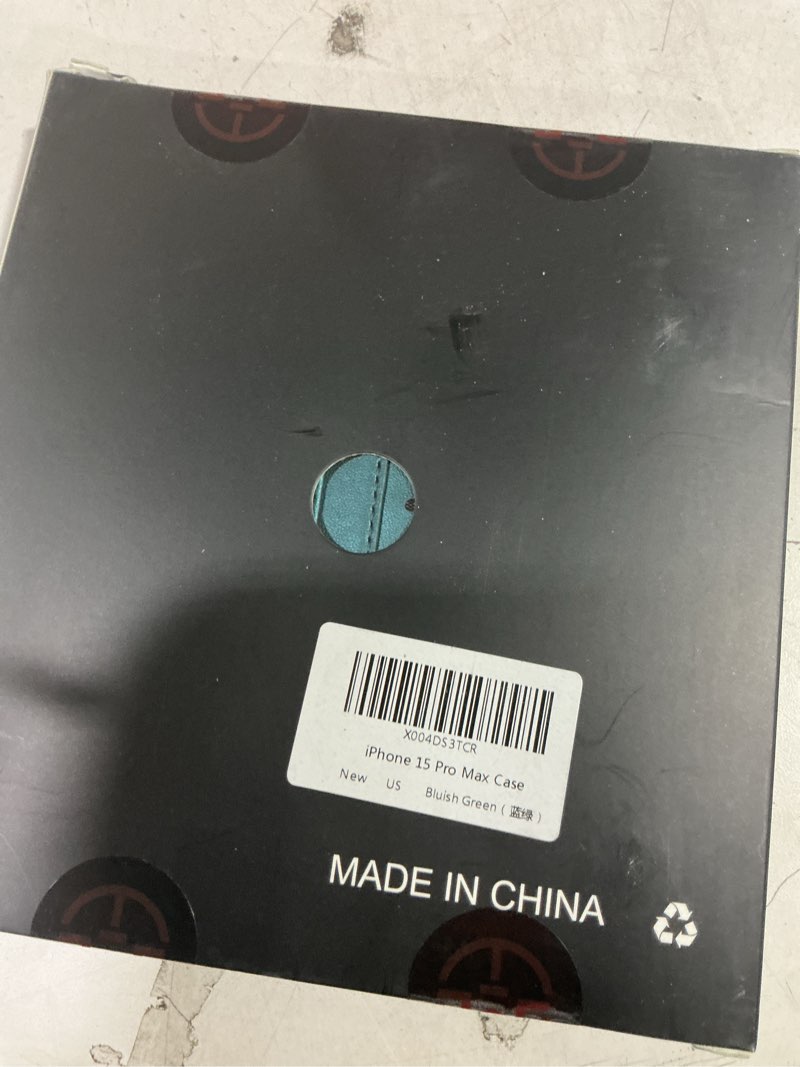 X004DS3TCR
iPhone 15 Pro Max Case
New US Bluish Green ( 蓝绿 )
MADE IN CHINA